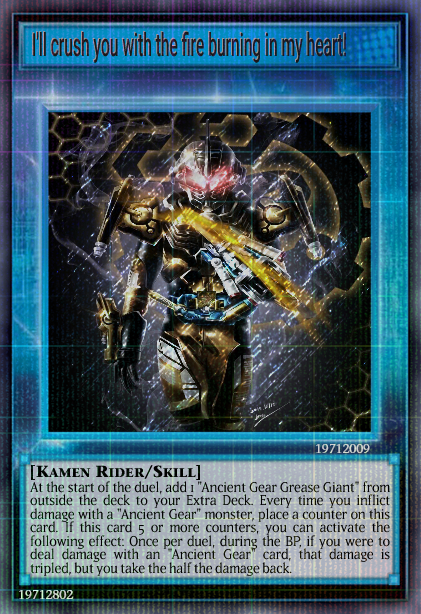 I'll crush you with the fire burning in my heart!
19712009
[KAMEN RIDER/SKILL]
At the start of the duel, add 1 "Ancient Gear Grease Giant" from
outside the deck to your Extra Deck. Every time you inflict
damage with a "Ancient Gear" monster, place a counter on this
card. If this card 5 or more counters, you can activate the
following effect: Once per duel, during the BP, if you were to
deal damage with an "Ancient Gear" card, that damage is
tripled, but you take the half the damage back.
19712802